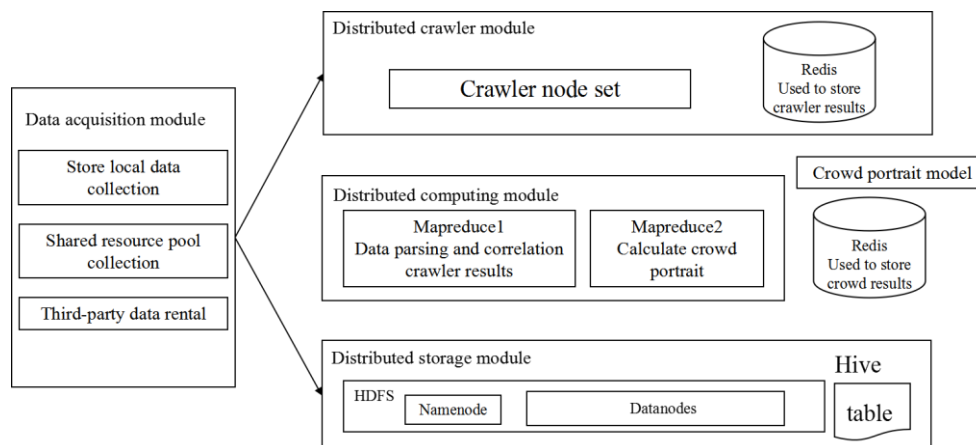 Data acquisition module
Store local data
collection
Shared resource pool
collection
Third-party data rental
Distributed crawler module
Crawler node set
Redis
Used to store
crawler results
Distributed computing module
Mapreduce1
Data parsing and correlation
crawler results
Mapreduce2
Calculate crowd
portrait
Crowd portrait model
Redis
Used to store
crowd results
Distributed storage module
HDFS
Namenode
Datanodes
Hive
table